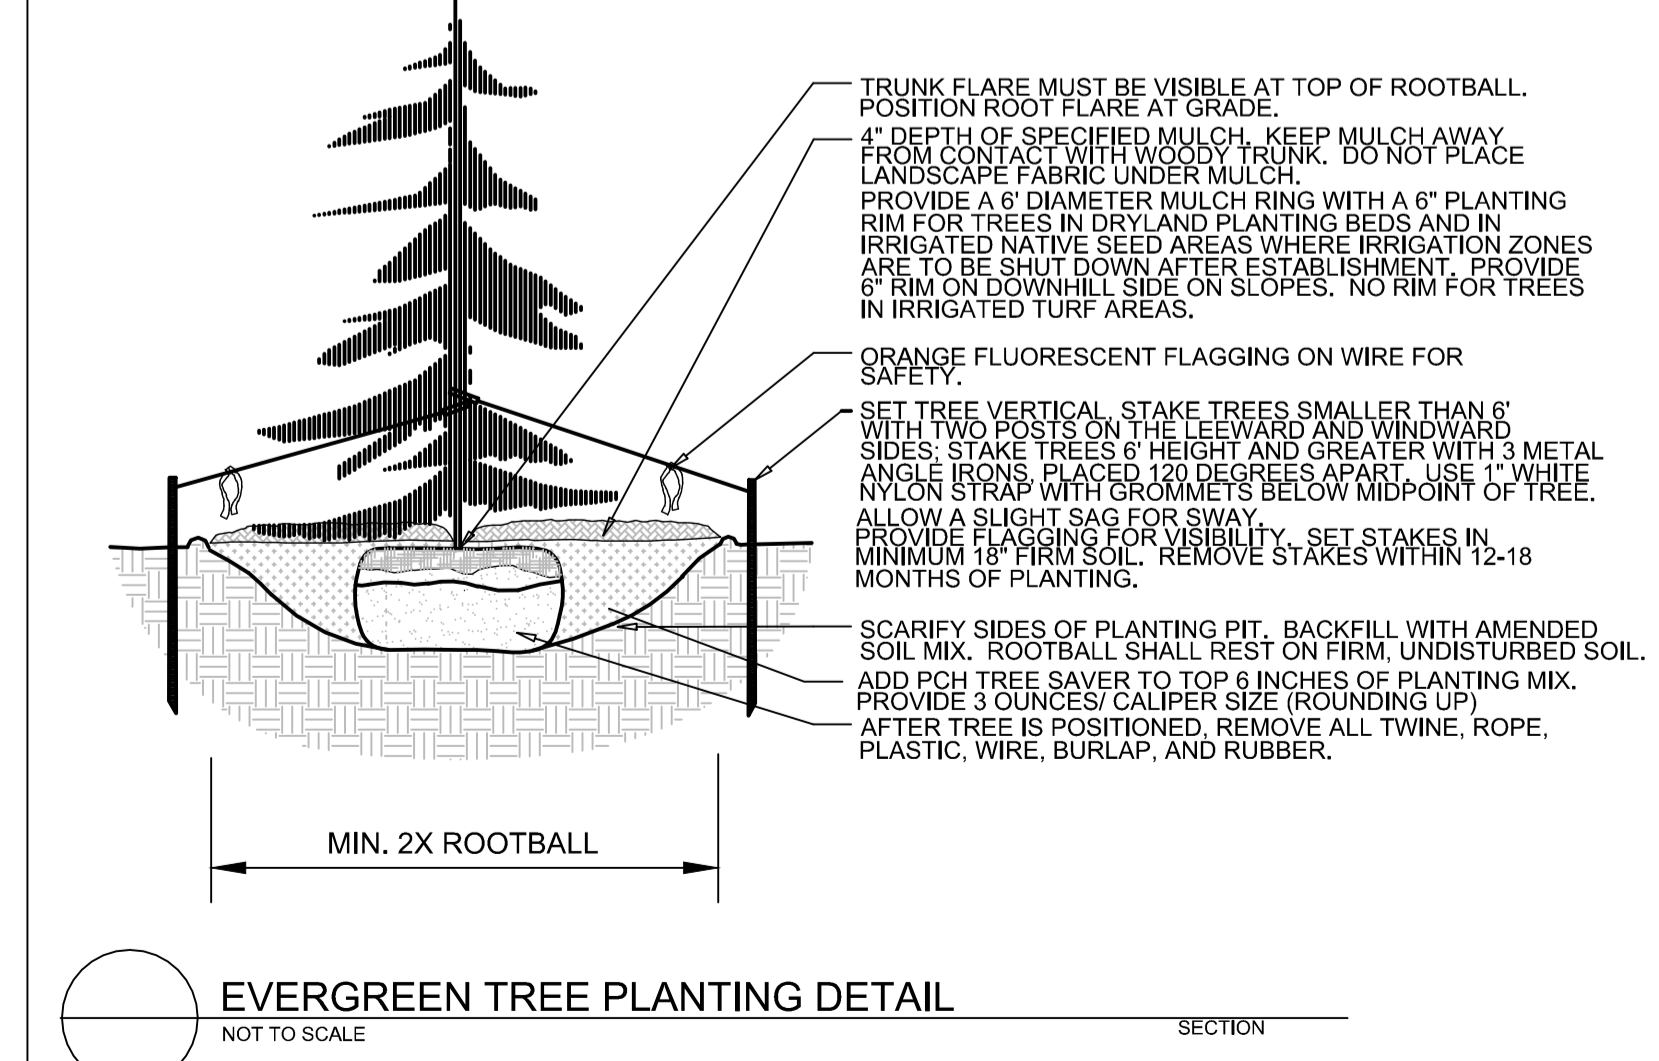 TRUNK FLARE MUST BE VISIBLE AT TOP OF ROOTBALL.
POSITION ROOT FLARE AT GRADE.
4" DEPTH OF SPECIFIED MULCH. KEEP MULCH AWAY
FROM CONTACT WITH WOODY TRUNK. DO NOT PLACE
LANDSCAPE FABRIC UNDER MULCH.
PROVIDE A 6' DIAMETER MULCH RING WITH A 6" PLANTING
RIM FOR TREES IN DRYLAND PLANTING BEDS AND IN
IRRIGATED NATIVE SEED AREAS WHERE IRRIGATION ZONES
ARE TO BE SHUT DOWN AFTER ESTABLISHMENT. PROVIDE
6" RIM ON DOWNHILL SIDE ON SLOPES. NO RIM FOR TREES
IN IRRIGATED TURF AREAS.
ORANGE FLUORESCENT FLAGGING ON WIRE FOR
SAFETY.
SET TREE VERTICAL, STAKE TREES SMALLER THAN 6'
WITH TWO POSTS ON THE LEEWARD AND WINDWARD
SIDES; STAKE TREES 6' HEIGHT AND GREATER WITH 3 METAL
ANGLE IRONS, PLACED 120 DEGREES APART. USE 1" WHITE
NYLON STRAP WITH GROMMETS BELOW MIDPOINT OF TREE.
ALLOW A SLIGHT SAG FOR SWAY.
PROVIDE FLAGGING FOR VISIBILITY. SET STAKES IN
MINIMUM 18" FIRM SOIL. REMOVE STAKES WITHIN 12-18
MONTHS OF PLANTING.
SCARIFY SIDES OF PLANTING PIT. BACKFILL WITH AMENDED
SOIL MIX. ROOTBALL SHALL REST ON FIRM, UNDISTURBED SOIL.
ADD PCH TREE SAVER TO TOP 6 INCHES OF PLANTING MIX.
PROVIDE 3 OUNCES/ CALIPER SIZE (ROUNDING UP)
AFTER TREE IS POSITIONED, REMOVE ALL TWINE, ROPE,
PLASTIC, WIRE, BURLAP, AND RUBBER.
MIN. 2X ROOTBALL
EVERGREEN TREE PLANTING DETAIL
NOT TO SCALE
SECTION